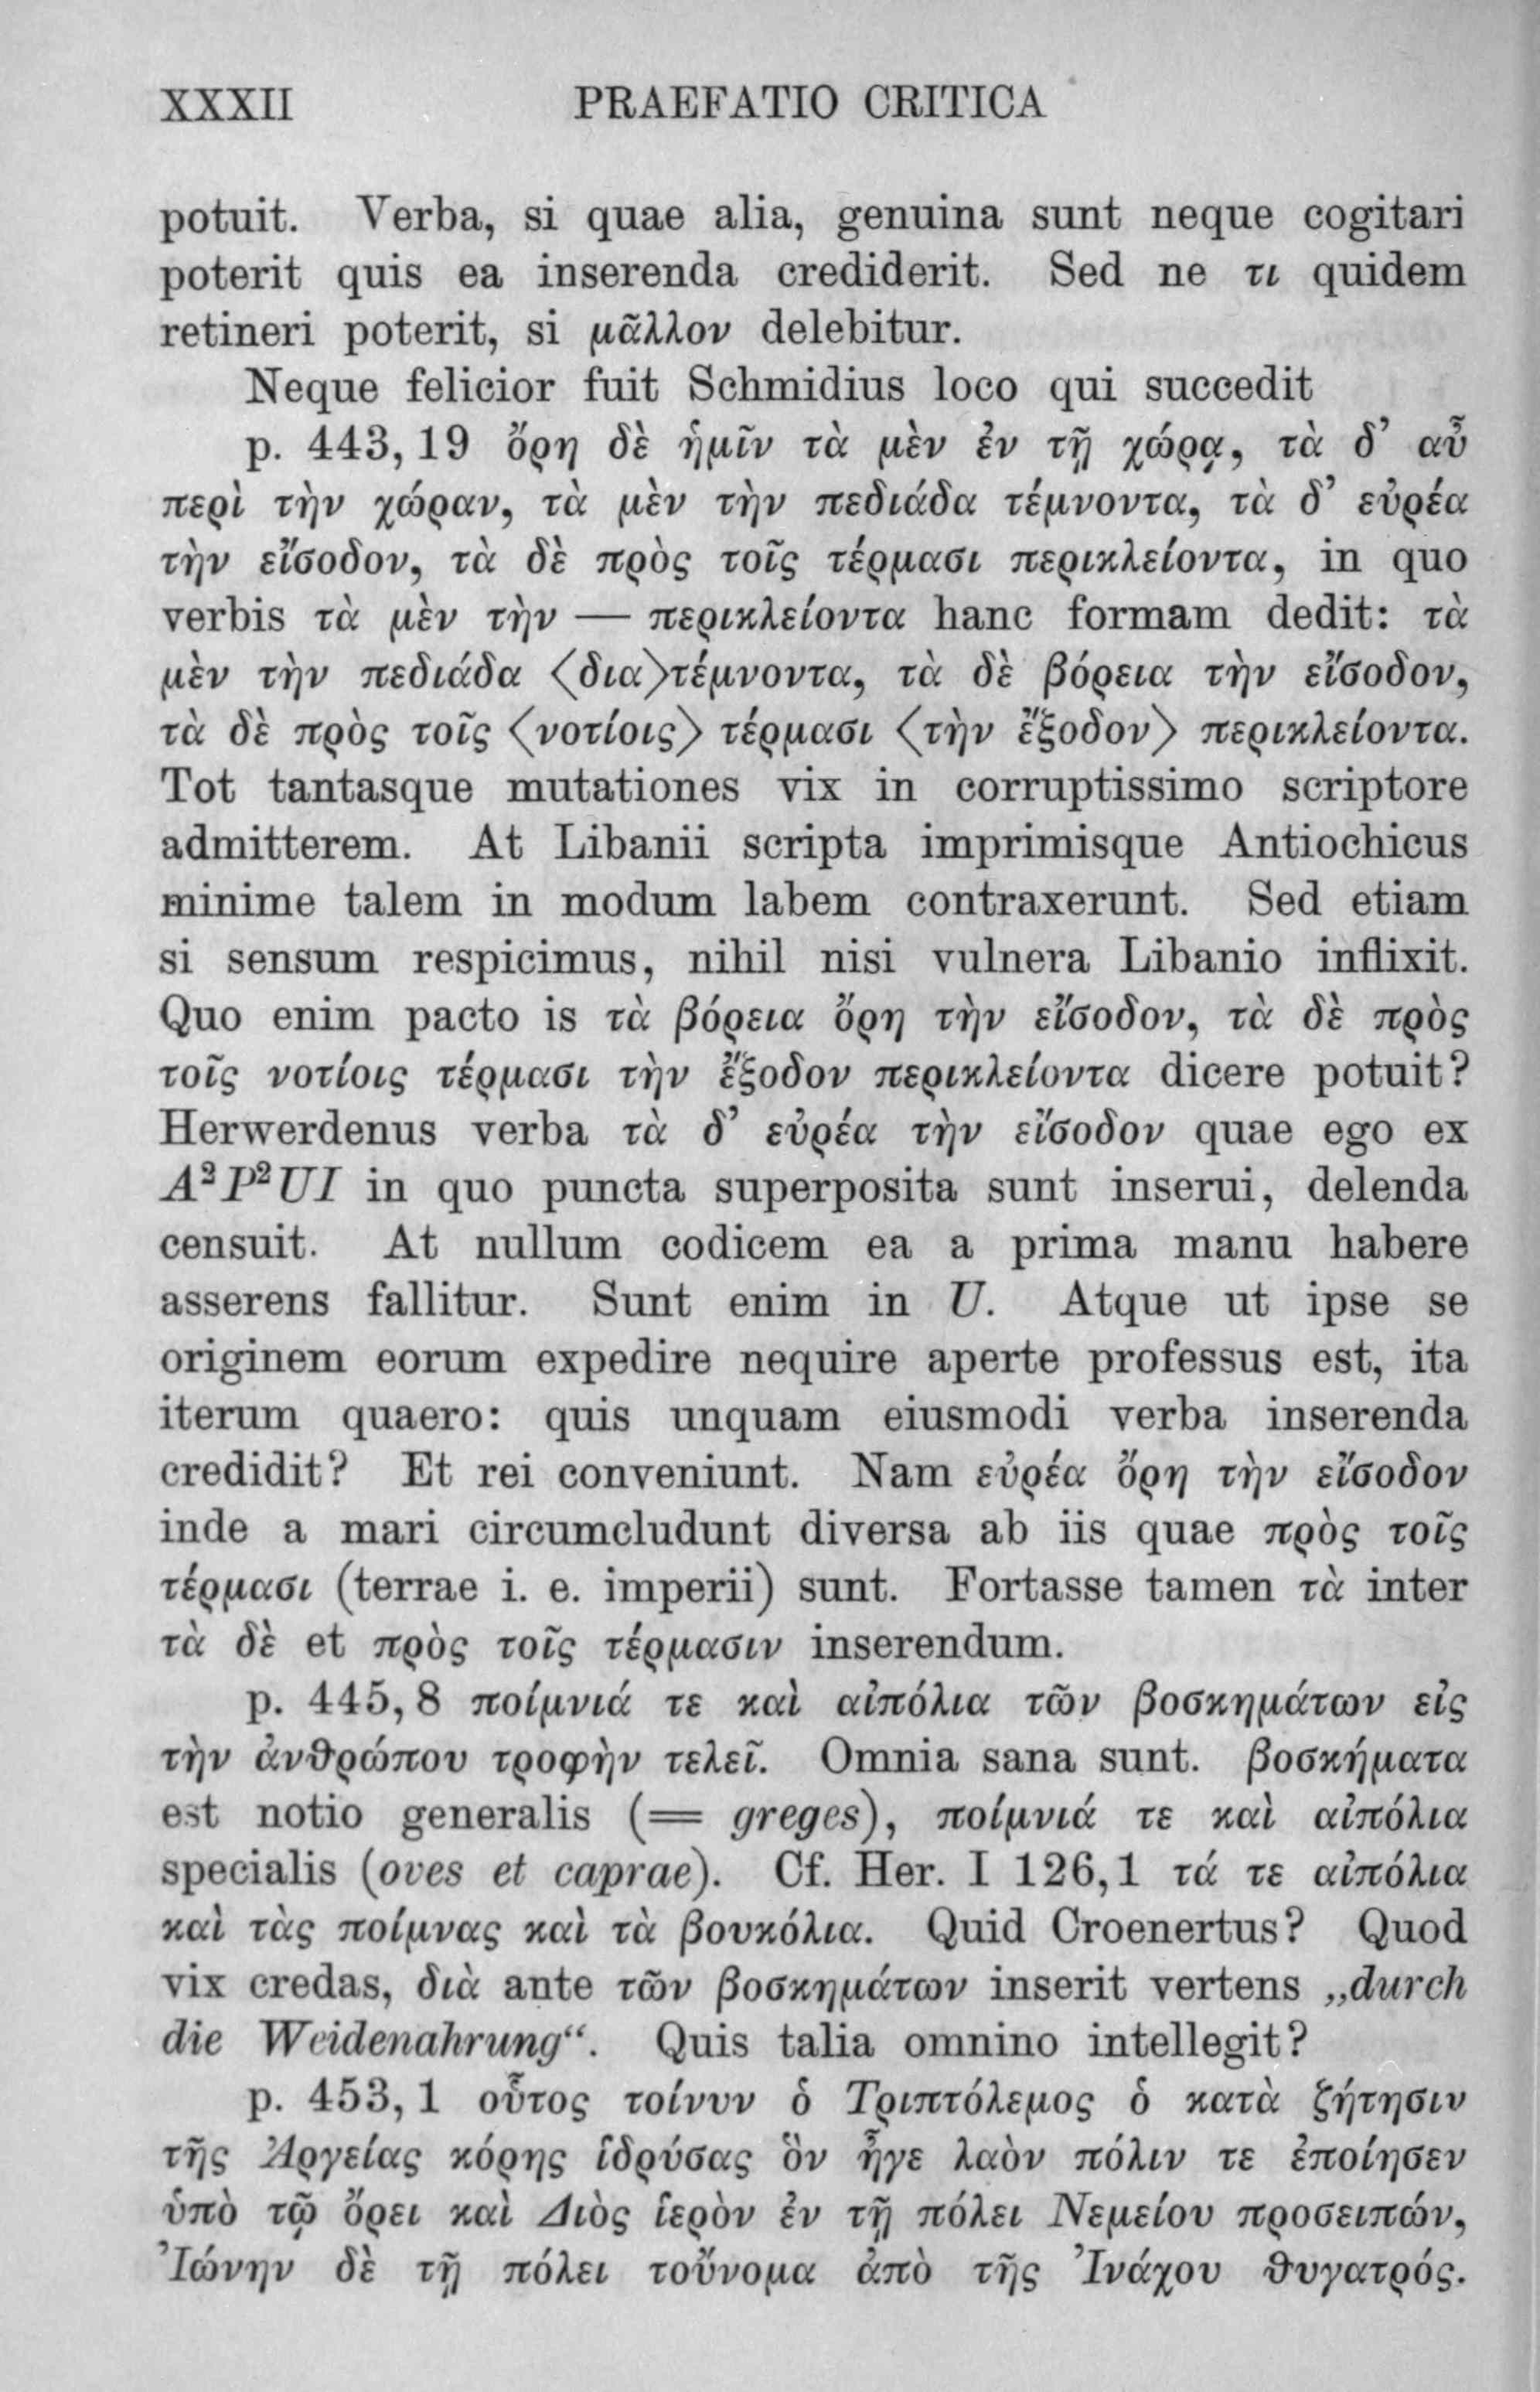 XXXII PRAEFATIO CRITICA
potuit. Verba, si quae alia, genuina sunt neque cogitari
poterit quis ea inserenda crediderit. Sed ne τι quidem
retineri poterit, si μᾶλλον delebitur.
Neque felicior fuit Schmidius loco qui succedit
p. 443,19 ὄρη δὲ ἡμῖν τὰ μὲν ἐν τῇ χώρᾳ, τὰ δ’ αὖ
περὶ τὴν χώραν, τὰ μὲν τὴν πεδιάδα τέμνοντα, τὰ δ’ εὐρέα
τὴν εἴσοδον, τὰ δὲ πρὸς τοῖς τέρμασι περικλείοντα, in quo
verbis τὰ μὲν τὴν — περικλείοντα hanc formam dedit: τὰ
μὲν τὴν πεδιάδα ⟨δια⟩τέμνοντα, τὰ δὲ βόρεια τὴν εἴσοδον,
τὰ δὲ πρὸς τοῖς ⟨νοτίοις⟩ τέρμασι ⟨τὴν ἔξοδον⟩ περικλείοντα.
Tot tantasque mutationes vix in corruptissimo scriptore
admitterem. At Libanii scripta imprimisque Antiochicus
minime talem in modum labem contraxerunt. Sed etiam
si sensum respicimus, nihil nisi vulnera Libanio inflixit.
Quo enim pacto is τὰ βόρεια ὄρη τὴν εἴσοδον, τὰ δὲ πρὸς
τοῖς νοτίοις τέρμασι τὴν ἔξοδον περικλείοντα dicere potuit?
Herwerdenus verba τὰ δ’ εὐρέα τὴν εἴσοδον quae ego ex
A²P²UI in quo puncta superposita sunt inserui, delenda
censuit. At nullum codicem ea a prima manu habere
asserens fallitur. Sunt enim in U. Atque ut ipse se
originem eorum expedire nequire aperte professus est, ita
iterum quaero: quis unquam eiusmodi verba inserenda
credidit? Et rei conveniunt. Nam εὐρέα ὄρη τὴν εἴσοδον
inde a mari circumcludunt diversa ab iis quae πρὸς τοῖς
τέρμασι (terrae i. e. imperii) sunt. Fortasse tamen τὰ inter
τὰ δὲ et πρὸς τοῖς τέρμασιν inserendum.
p. 445,8 ποίμνιά τε καὶ αἰπόλια τῶν βοσκημάτων εἰς
τὴν ἀνθρώπου τροφὴν τελεῖ. Omnia sana sunt. βοσκήματα
est notio generalis (= greges), ποίμνιά τε καὶ αἰπόλια
specialis (oves et caprae). Cf. Her. I 126,1 τά τε αἰπόλια
καὶ τὰς ποίμνας καὶ τὰ βουκόλια. Quid Croenertus? Quod
vix credas, διὰ ante τῶν βοσκημάτων inserit vertens „durch
die Weidenahrung“. Quis talia omnino intellegit?
p. 453,1 οὗτος τοίνυν ὁ Τριπτόλεμος ὁ κατὰ ζήτησιν
τῆς Ἀργείας κόρης ἱδρύσας ὃν ἦγε λαὸν πόλιν τε ἐποίησεν
ὑπὸ τῷ ὄρει καὶ Διὸς ἱερὸν ἐν τῇ πόλει Νεμείου προσειπών,
Ἰώνην δὲ τῇ πόλει τοὔνομα ἀπὸ τῆς Ἰνάχου θυγατρός.